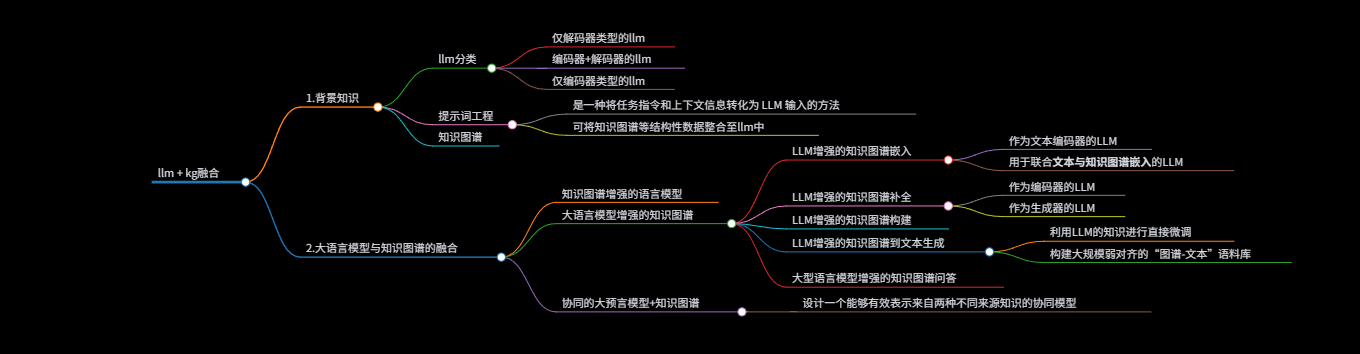 llm + kg融合
1.背景知识
llm分类
仅解码器类型的llm
编码器+解码器的llm
仅编码器类型的llm
提示词工程
是一种将任务指令和上下文信息转化为 LLM 输入的方法
可将知识图谱等结构性数据整合至llm中
知识图谱
2.大语言模型与知识图谱的融合
知识图谱增强的语言模型
大语言模型增强的知识图谱
LLM增强的知识图谱嵌入
作为文本编码器的LLM
用于联合文本与知识图谱嵌入的LLM
LLM增强的知识图谱补全
作为编码器的LLM
作为生成器的LLM
LLM增强的知识图谱构建
LLM增强的知识图谱到文本生成
利用LLM的知识进行直接微调
构建大规模弱对齐的“图谱-文本”语料库
大型语言模型增强的知识图谱问答
协同的大预言模型+知识图谱
设计一个能够有效表示来自两种不同来源知识的协同模型